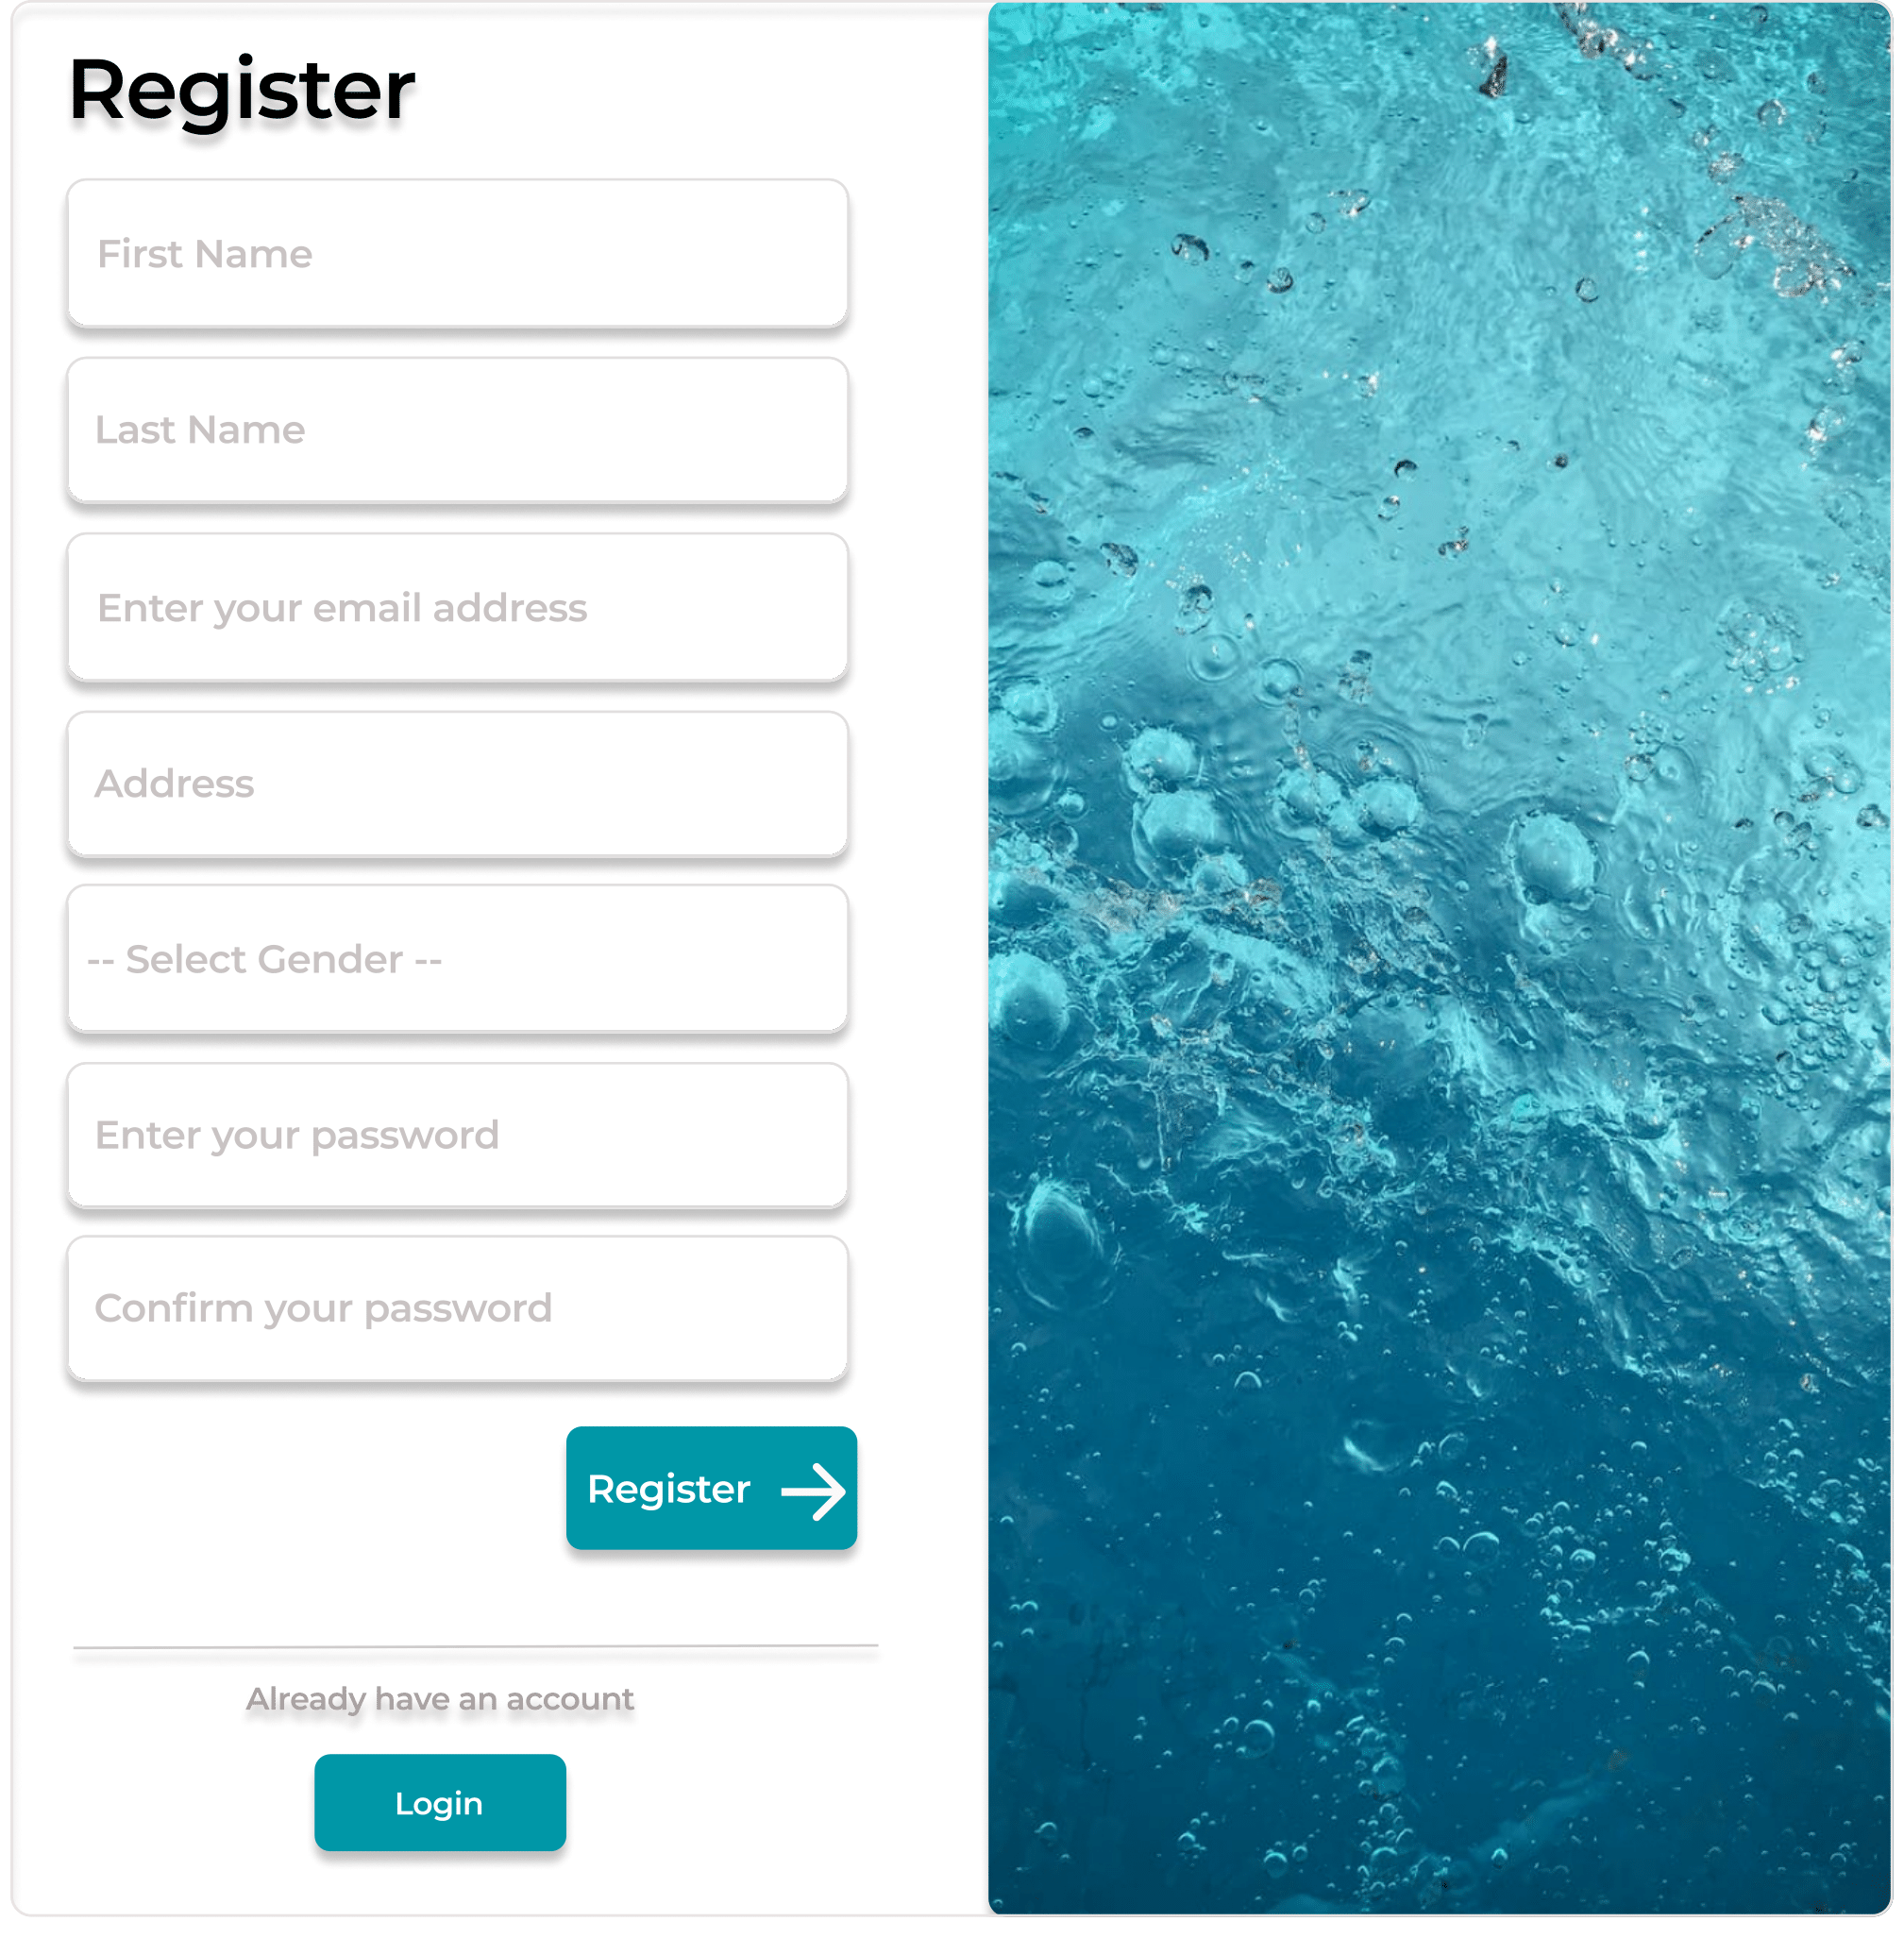 Register
First Name
Last Name
Enter your email address
Address
-- Select Gender --
Enter your password
Confirm your password
Register
Already have an account
Login